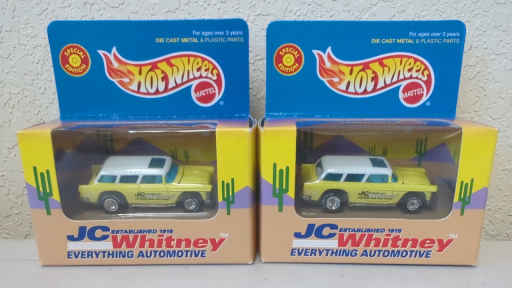 For ages over 3 years
DIE CAST METAL & PLASTIC PARTS
SPECIAL EDITION
HOT WHEELS
MATTEL
JC ESTABLISHED 1915
Whitney™
EVERYTHING AUTOMOTIVE
For ages over 3 years
DIE CAST METAL & PLASTIC PARTS
SPECIAL EDITION
HOT WHEELS
MATTEL
JC ESTABLISHED 1915
Whitney™
EVERYTHING AUTOMOTIVE